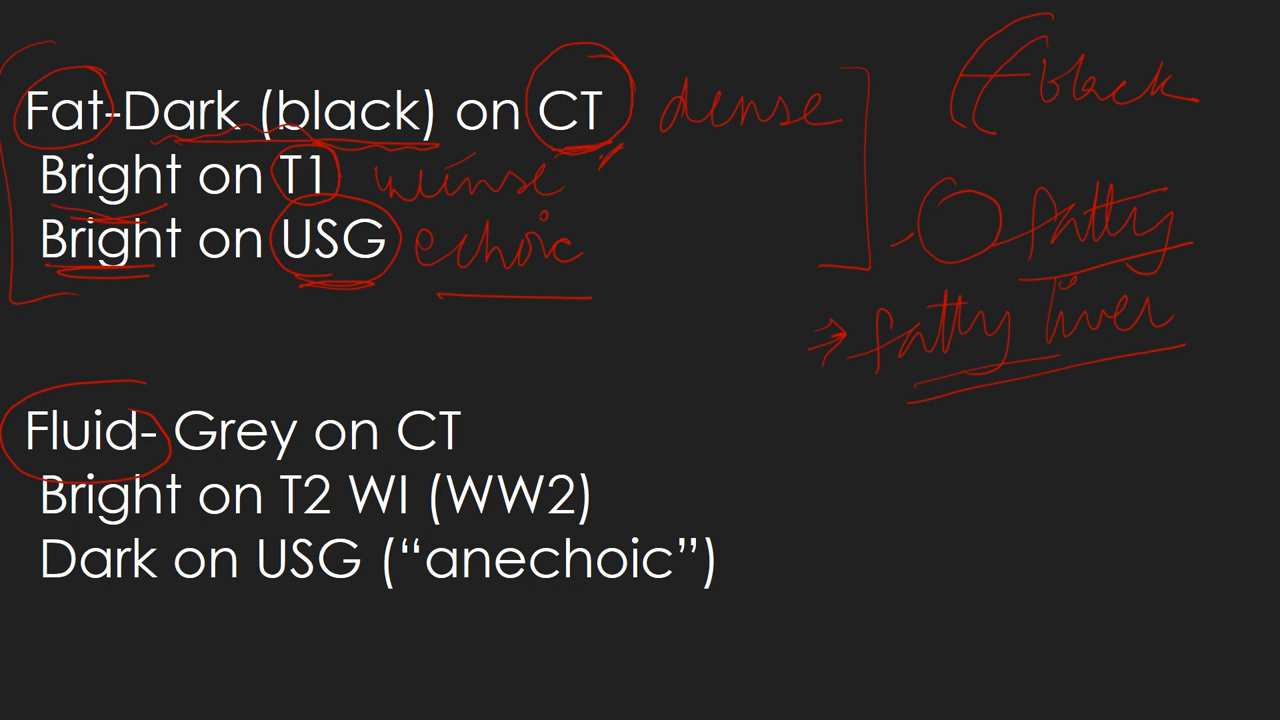 Fat-Dark (black) on CT dense
Bright on T1 intense
Bright on USG echoic
black
fatty
⇒ fatty liver
Fluid- Grey on CT
Bright on T2 WI (WW2)
Dark on USG (“anechoic”)